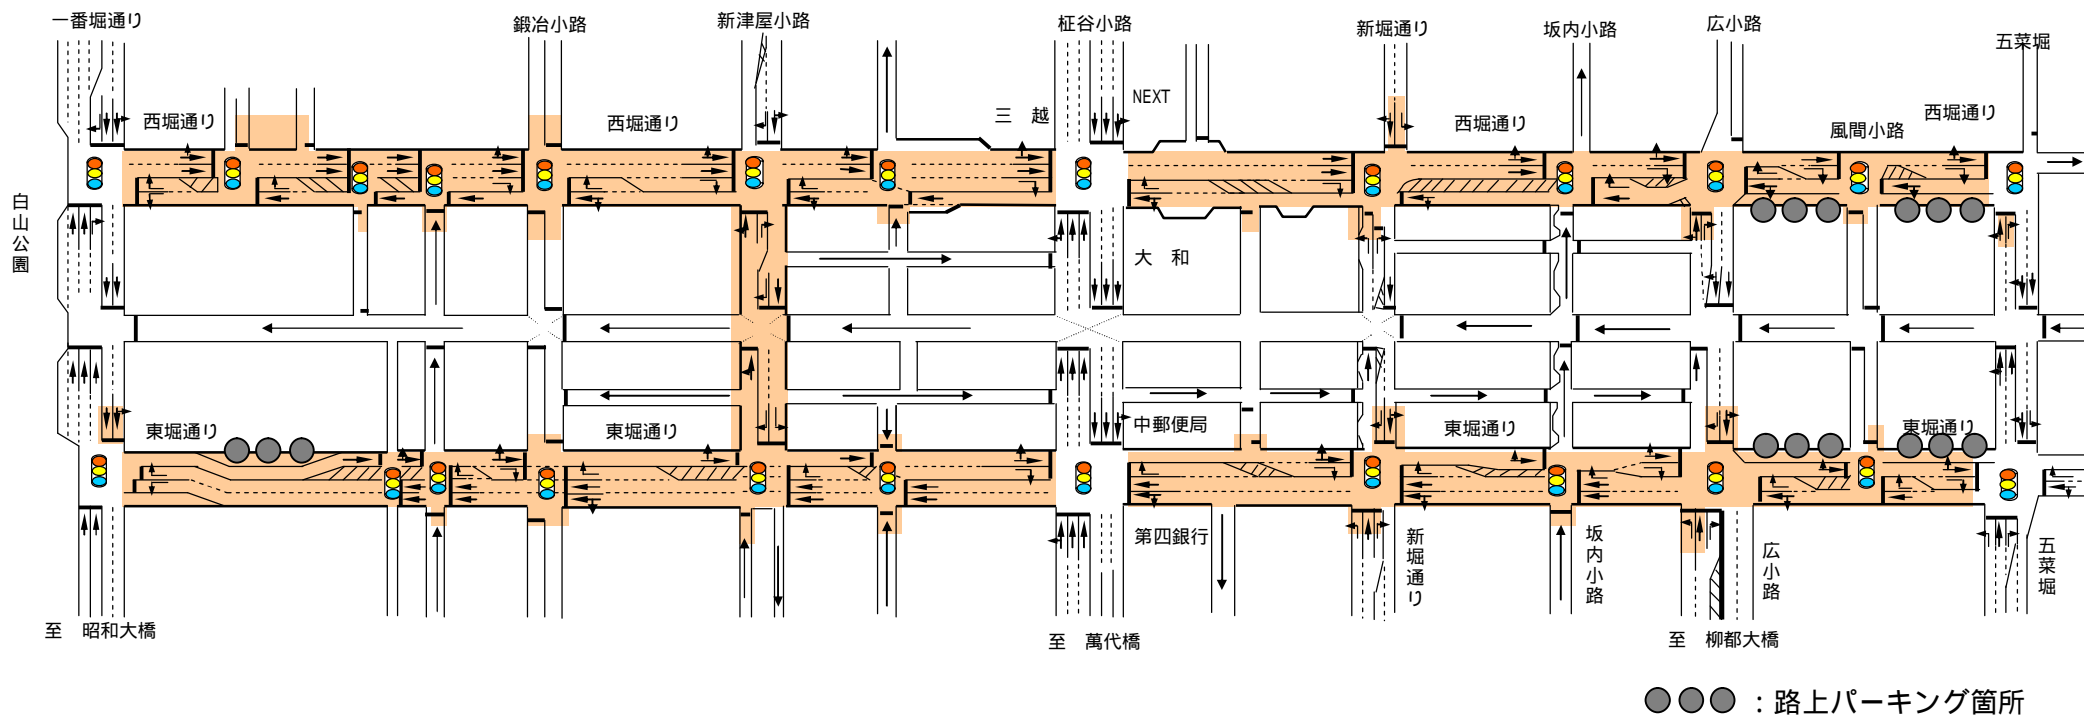 一番堀通り
鍛冶小路
新津屋小路
柾谷小路
新堀通り
坂内小路
広小路
五菜堀
西堀通り
西堀通り
三 越
NEXT
西堀通り
風間小路
西堀通り
白山公園
大 和
東堀通り
東堀通り
中郵便局
東堀通り
東堀通り
第四銀行
新堀通り
坂内小路
広小路
五菜堀
至 昭和大橋
至 萬代橋
至 柳都大橋
：路上パーキング箇所